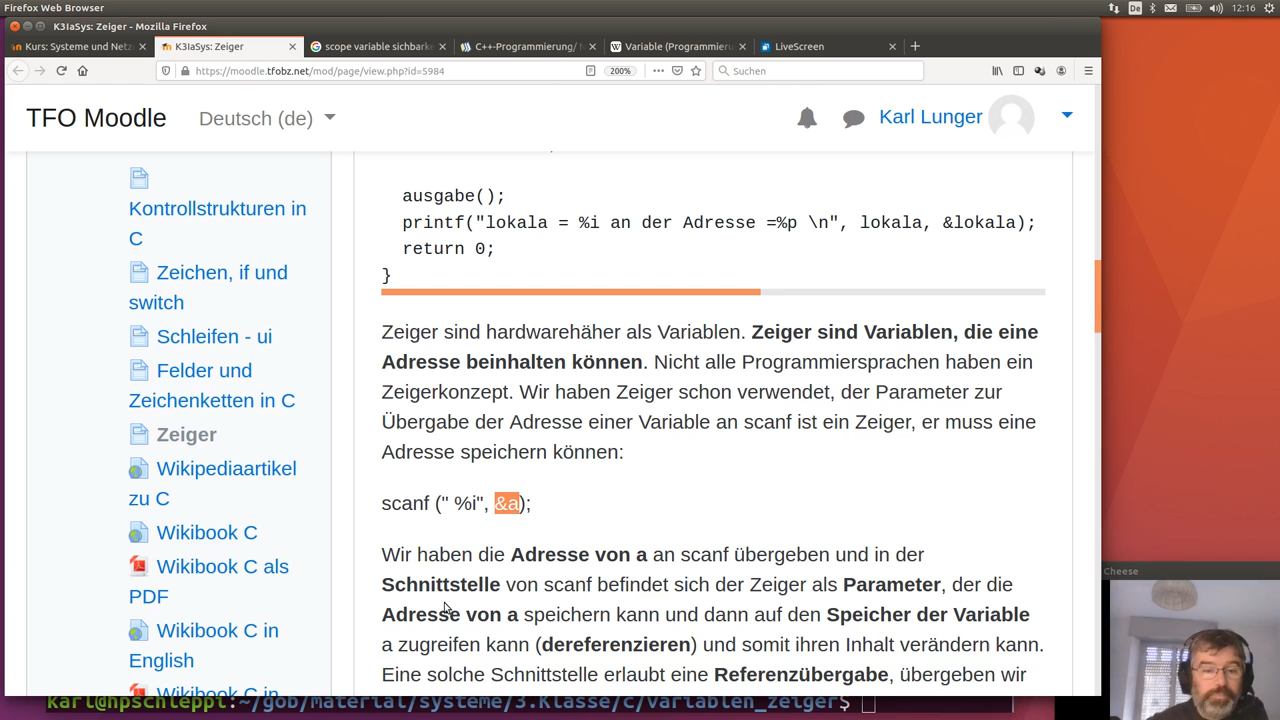 Firefox Web Browser
De
12:16
K3IaSys: Zeiger - Mozilla Firefox
Kurs: Systeme und Netz
K3IaSys: Zeiger
scope variable sichtbarke
C++-Programmierung/ N
Variable (Programmieru
LiveScreen
https://moodle.tfobz.net/mod/page/view.php?id=5984
200%
Suchen
TFO Moodle
Deutsch (de)
Karl Lunger
Kontrollstrukturen in
C
Zeichen, if und
switch
Schleifen - ui
Felder und
Zeichenketten in C
Zeiger
Wikipediaartikel
zu C
Wikibook C
Wikibook C als
PDF
Wikibook C in
English
Wikibook C in
ausgabe();
printf("lokala = %i an der Adresse =%p \n", lokala, &lokala);
return 0;
}
Zeiger sind hardwarehäher als Variablen. Zeiger sind Variablen, die eine
Adresse beinhalten können. Nicht alle Programmiersprachen haben ein
Zeigerkonzept. Wir haben Zeiger schon verwendet, der Parameter zur
Übergabe der Adresse einer Variable an scanf ist ein Zeiger, er muss eine
Adresse speichern können:
scanf (" %i", &a);
Wir haben die Adresse von a an scanf übergeben und in der
Schnittstelle von scanf befindet sich der Zeiger als Parameter, der die
Adresse von a speichern kann und dann auf den Speicher der Variable
a zugreifen kann (dereferenzieren) und somit ihren Inhalt verändern kann.
Eine solche Schnittstelle erlaubt eine Referenzübergabe, übergeben wir
Cheese
karl@npschleppt:~/gob/material/systeme/3.klasse/c/variablen_zeiger$